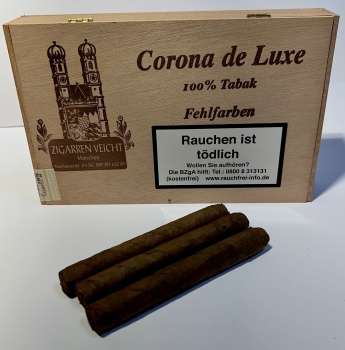 Corona de Luxe
100% Tabak
Fehlfarben
ZIGARREN VEICHT
München
Rauchen ist
tödlich
Wollen Sie aufhören?
Die BZgA hilft: Tel.: 0800 8 313131
(kostenfrei) www.rauchfrei-info.de